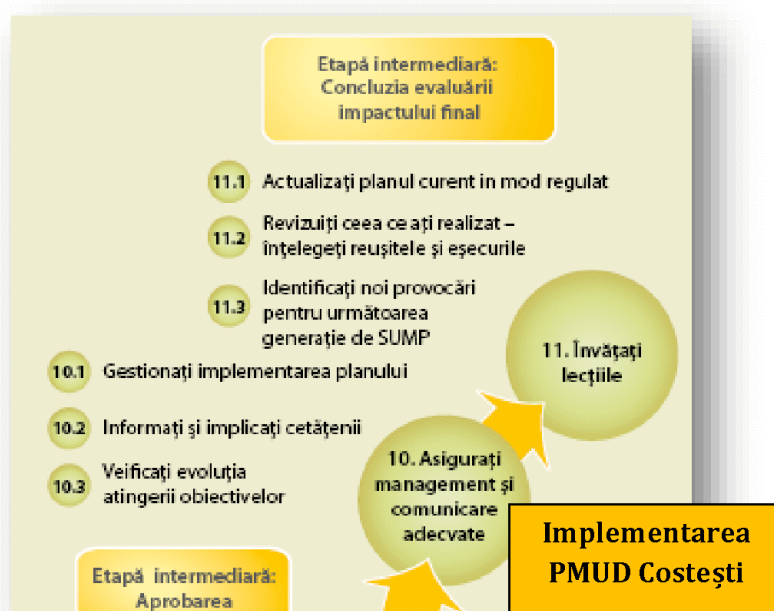 Etapă intermediară:
Concluzia evaluării
impactului final
11.1 Actualizați planul curent in mod regulat
11.2 Revizuiți ceea ce ați realizat –
înțelegeți reușitele și eșecurile
11.3 Identificați noi provocări
pentru următoarea
generație de SUMP
11. Învățați
lecțiile
10.1 Gestionați implementarea planului
10.2 Informați și implicați cetățenii
10.3 Veificați evoluția
atingerii obiectivelor
10. Asigurați
management și
comunicare
adecvate
Implementarea
PMUD Costești
Etapă intermediară:
Aprobarea